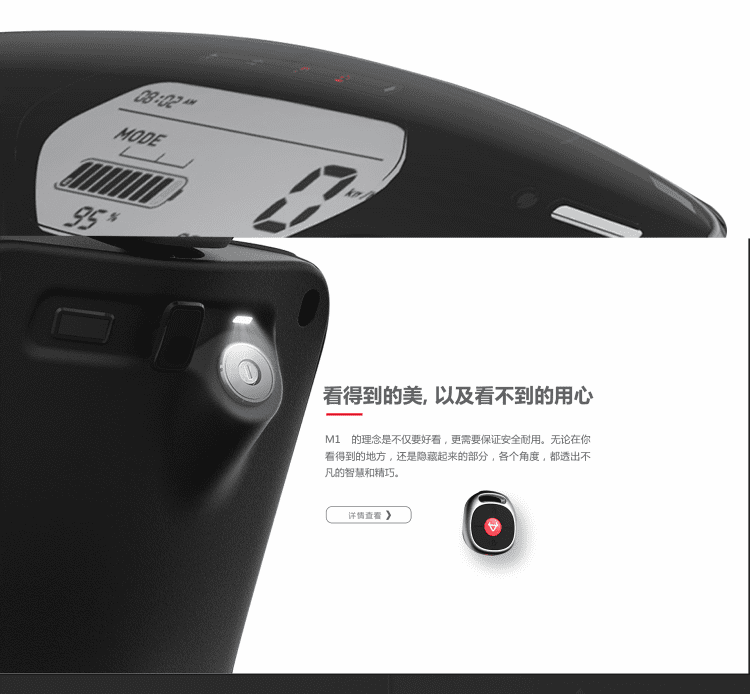 08:02 AM
MODE
0 km/h
95 %
看得到的美, 以及看不到的用心
M1 的理念是不仅要好看，更需要保证安全耐用。无论在你
看得到的地方，还是隐藏起来的部分，各个角度，都透出不
凡的智慧和精巧。
详情查看 ❯